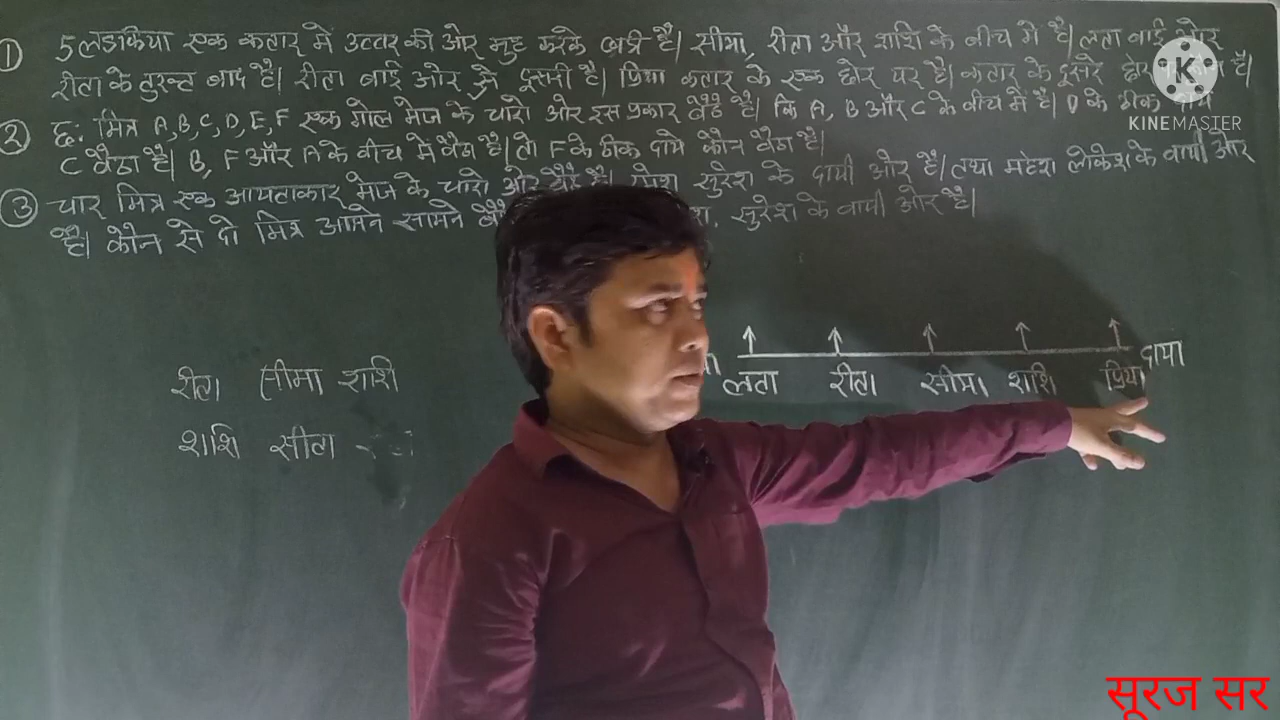 ① 5 लडकिया एक कतार में उत्तर की ओर मुह करके खड़ी है। सीमा, रीता और शशि के बीच में है। लता बाई ओर
रीता के तुरन्त बाद है। रीता बाई ओर से दूसरी है। प्रिया कतार के एक छोर पर है। कतार के दूसरे छोर है।
② छः मित्र A,B,C,D,E,F एक गोल मेज के चारो ओर इस प्रकार बैठे है। कि A, B और C के बीच में है। D के ठीक
C बैठा है। B, F और A के बीच में बैठा है। तो F के ठीक दाये कौन बैठा है।
③ चार मित्र एक आयताकार मेज के चारो ओर बैठे है। सुरेश के दायी ओर है। तथा महेश लोकेश के बायी ओर
है। कौन से दो मित्र आमने सामने सुरेश के बायी ओर है।
लता रीता सीमा शशि प्रिया दाया
रीता सीमा शशि
शशि सीता
KINEMASTER
सूरज सर